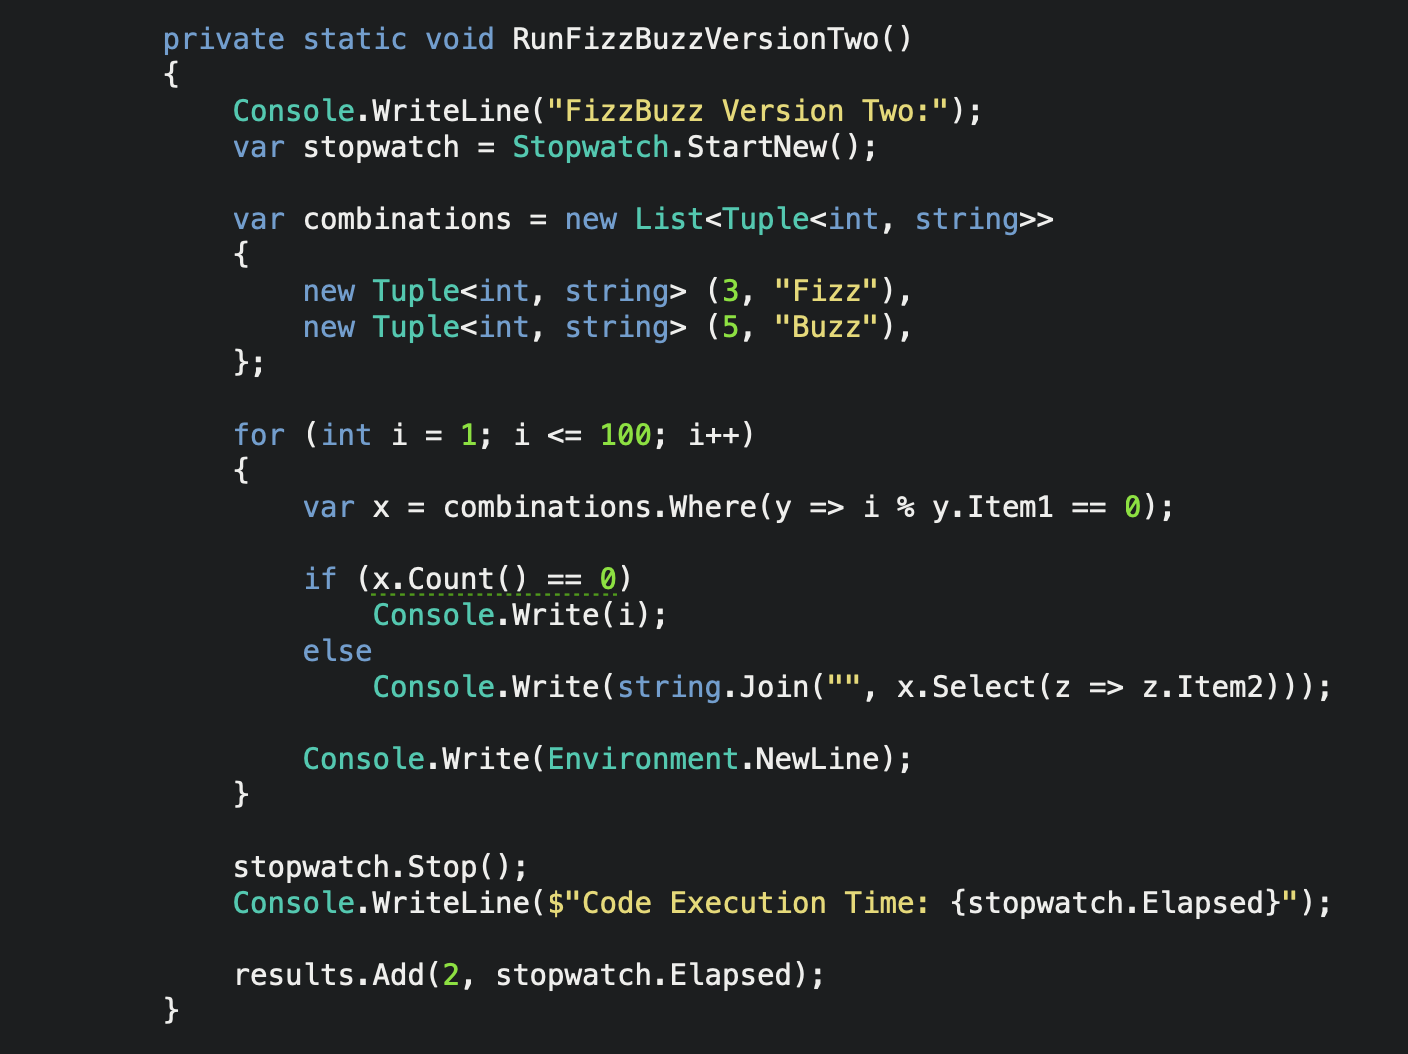 private static void RunFizzBuzzVersionTwo()
{
    Console.WriteLine("FizzBuzz Version Two:");
    var stopwatch = Stopwatch.StartNew();

    var combinations = new List<Tuple<int, string>>
    {
        new Tuple<int, string> (3, "Fizz"),
        new Tuple<int, string> (5, "Buzz"),
    };

    for (int i = 1; i <= 100; i++)
    {
        var x = combinations.Where(y => i % y.Item1 == 0);

        if (x.Count() == 0)
            Console.Write(i);
        else
            Console.Write(string.Join("", x.Select(z => z.Item2)));

        Console.Write(Environment.NewLine);
    }

    stopwatch.Stop();
    Console.WriteLine($"Code Execution Time: {stopwatch.Elapsed}");

    results.Add(2, stopwatch.Elapsed);
}